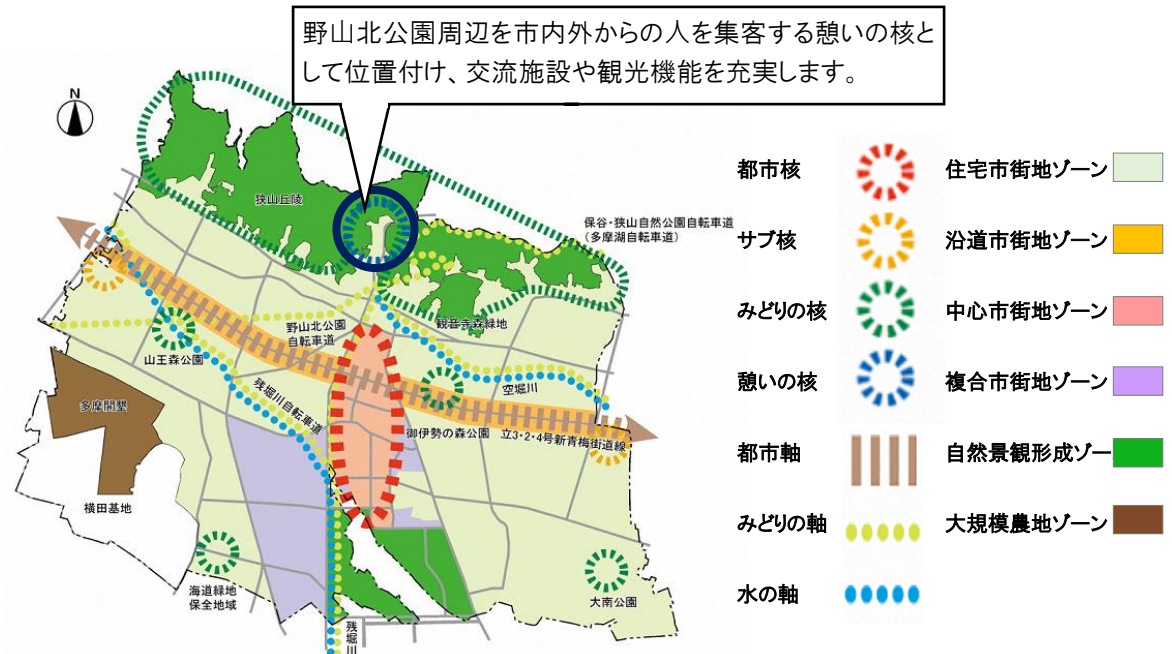 野山北公園周辺を市内外からの人を集客する憩いの核と
して位置付け、交流施設や観光機能を充実します。
N
狭山丘陵
保谷・狭山自然公園自転車道
(多摩湖自転車道)
野山北公園
自転車道
観音寺森緑地
山王森公園
残堀川自転車道
空堀川
多摩開墾
御伊勢の森公園
立3・2・4号新青梅街道線
横田基地
海道緑地
保全地域
大南公園
残堀川
都市核
住宅市街地ゾーン
サブ核
沿道市街地ゾーン
みどりの核
中心市街地ゾーン
憩いの核
複合市街地ゾーン
都市軸
自然景観形成ゾー
みどりの軸
大規模農地ゾーン
水の軸